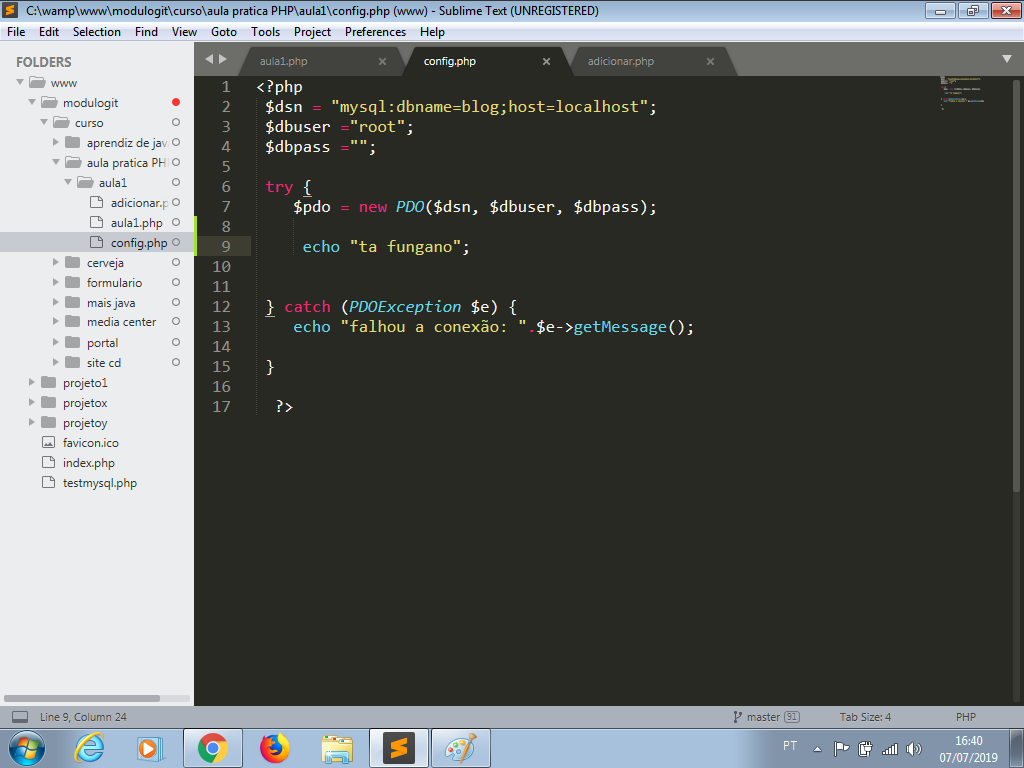 C:\wamp\www\modulogit\curso\aula pratica PHP\aula1\config.php (www) - Sublime Text (UNREGISTERED)
File Edit Selection Find View Goto Tools Project Preferences Help
FOLDERS
www
modulogit
curso
aprendiz de jav
aula pratica PH
aula1
adicionar.p
aula1.php
config.php
cerveja
formulario
mais java
media center
portal
site cd
projeto1
projetox
projetoy
favicon.ico
index.php
testmysql.php
aula1.php × config.php × adicionar.php ×
1 <?php
2 $dsn = "mysql:dbname=blog;host=localhost";
3 $dbuser ="root";
4 $dbpass ="";
5
6 try {
7 $pdo = new PDO($dsn, $dbuser, $dbpass);
8
9 echo "ta fungano";
10
11
12 } catch (PDOException $e) {
13 echo "falhou a conexão: ".$e->getMessage();
14
15 }
16
17 ?>
Line 9, Column 24 master 91 Tab Size: 4 PHP
PT 16:40
07/07/2019